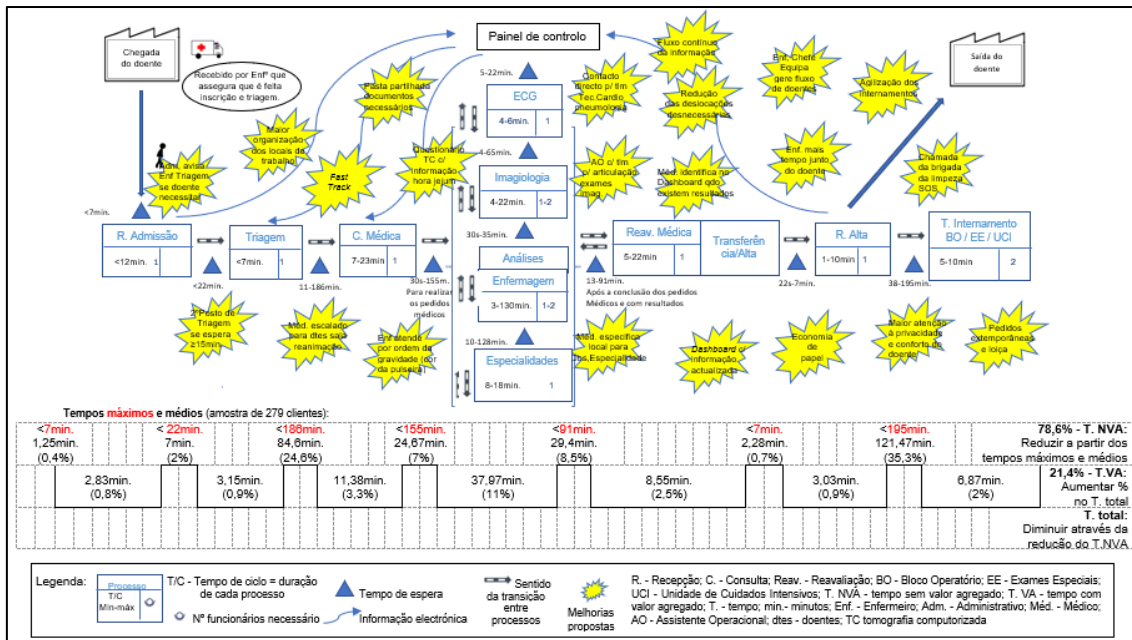 Painel de controlo
Chegada
do doente
Saída do
doente
Recebido por Enfº que
assegura que é feita
inscrição e triagem.
Pasta partilhada
documentos
necessários
Maior
organização
dos locais de
trabalho
Adm. avisa
Enf Triagem
se doente
necessitar
Fast
Track
Questionário
TC c/
informação
hora jejum
Fluxo contínuo
da informação
Contacto
directo p/ tlm
Tec.Cardio
pneumologia
Redução
das deslocações
desnecessárias
Enf. Chefe
Equipa
gere fluxo
de doentes
Agilização dos
internamentos
AO c/ tlm
p/ articulação
exames
imag.
Méd. identifica no
Dashboard qdo
existem resultados
Enf. mais
tempo junto
do doente
Chamada
da brigada
da limpeza
SOS
5-22min.
ECG
4-6min. 1
4-65min.
Imagiologia
4-22min. 1-2
30s-35min.
Análises
Enfermagem
3-130min. 1-2
10-128min.
Especialidades
8-18min. 1
<7min.
R. Admissão
<12min. 1
<22min.
Triagem
<7min. 1
11-186min.
C. Médica
7-23min 1
30s-155m.
Para realizar
os pedidos
médicos
Reav. Médica
5-22min 1
Transferên
cia/Alta
13-91min.
Após a conclusão dos pedidos
Médicos e com resultados
R. Alta
1-10min 1
22s-7min.
38-195min.
T. Internamento
BO / EE / UCI
5-10min 2
2º Posto de
Triagem
se espera
≥15min.
Méd. escalado
para dtes sala
reanimação
Enf atende
por ordem de
gravidade (cor
da pulseira)
Méd. especifica
local para
Obs.Especialidade
Dashboard c/
informação
actualizada
Economia
de
papel
Maior atenção
à privacidade
e conforto do
doente
Pedidos
extemporâneos
e loiça
Tempos máximos e médios (amostra de 279 clientes):
<7min. < 22min. <186min. <155min. <91min. <7min. <195min. 78,6% - T. NVA:
1,25min. 7min. 84,6min. 24,67min. 29,4min. 2,28min. 121,47min. Reduzir a partir dos
(0,4%) (2%) (24,6%) (7%) (8,5%) (0,7%) (35,3%) tempos máximos e médios
2,83min. 3,15min. 11,38min. 37,97min. 8,55min. 3,03min. 6,87min. 21,4% - T.VA:
(0,8%) (0,9%) (3,3%) (11%) (2,5%) (0,9%) (2%) Aumentar %
no T. total
T. total:
Diminuir através da
redução do T.NVA
Legenda:
Processo
T/C
Min-máx
T/C - Tempo de ciclo = duração
de cada processo
Nº funcionários necessário
Tempo de espera
Informação electrónica
Sentido
da transição
entre
processos
Melhorias
propostas
R. - Recepção; C. - Consulta; Reav. - Reavaliação; BO - Bloco Operatório; EE - Exames Especiais;
UCI - Unidade de Cuidados Intensivos; T. NVA - tempo sem valor agregado; T. VA - tempo com
valor agregado; T. - tempo; min.- minutos; Enf. - Enfermeiro; Adm. - Administrativo; Méd. - Médico;
AO - Assistente Operacional; dtes - doentes; TC tomografia computorizada